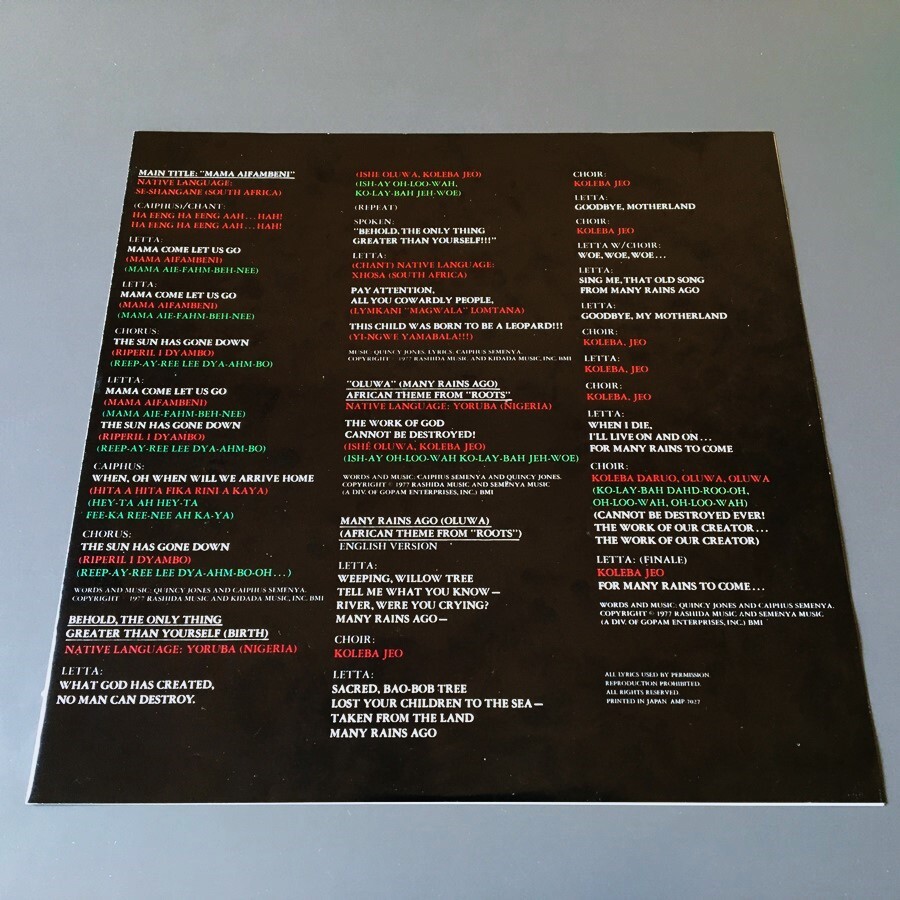 MAIN TITLE: "MAMA AIFAMBENI"
NATIVE LANGUAGE:
SE-SHANGANE (SOUTH AFRICA)
(CAIPHUS)/CHANT:
HA EENG HA EENG AAH...HAH!
HA EENG HA EENG AAH...HAH!
LETTA:
MAMA COME LET US GO
(MAMA AIFAMBENI)
(MAMA AIE-FAHM-BEH-NEE)
LETTA:
MAMA COME LET US GO
(MAMA AIFAMBENI)
(MAMA AIE-FAHM-BEH-NEE)
CHORUS:
THE SUN HAS GONE DOWN
(RIPERIL I DYAMBO)
(REEP-AY-REE LEE DYA-AHM-BO)
LETTA:
MAMA COME LET US GO
(MAMA AIFAMBENI)
(MAMA AIE-FAHM-BEH-NEE)
THE SUN HAS GONE DOWN
(RIPERIL I DYAMBO)
(REEP-AY-REE LEE DYA-AHM-BO)
CAIPHUS:
WHEN, OH WHEN WILL WE ARRIVE HOME
(HITA A HITA FIKA RINI A KAYA)
(HEY-TA AH HEY-TA
FEE-KA REE-NEE AH KA-YA)
CHORUS:
THE SUN HAS GONE DOWN
(RIPERIL I DYAMBO)
(REEP-AY-REE LEE DYA-AHM-BO-OH...)
WORDS AND MUSIC: QUINCY JONES AND CAIPHUS SEMENYA.
COPYRIGHT 1977 RASHIDA MUSIC AND KIDADA MUSIC, INC. BMI
BEHOLD, THE ONLY THING
GREATER THAN YOURSELF (BIRTH)
NATIVE LANGUAGE: YORUBA (NIGERIA)
LETTA:
WHAT GOD HAS CREATED,
NO MAN CAN DESTROY.
(ISHE OLUWA, KOLEBA JEO)
(ISH-AY OH-LOO-WAH,
KO-LAY-BAH JEH-WOE)
(REPEAT)
SPOKEN:
"BEHOLD, THE ONLY THING
GREATER THAN YOURSELF!!!"
LETTA:
(CHANT) NATIVE LANGUAGE:
XHOSA (SOUTH AFRICA)
PAY ATTENTION,
ALL YOU COWARDLY PEOPLE,
(LYMKANI "MAGWALA" LOMTANA)
THIS CHILD WAS BORN TO BE A LEOPARD!!!
(YI-NGWE YAMABALA!!!)
MUSIC: QUINCY JONES. LYRICS: CAIPHUS SEMENYA.
COPYRIGHT 1977 RASHIDA MUSIC AND KIDADA MUSIC, INC. BMI
"OLUWA" (MANY RAINS AGO)
AFRICAN THEME FROM "ROOTS"
NATIVE LANGUAGE: YORUBA (NIGERIA)
THE WORK OF GOD
CANNOT BE DESTROYED!
(ISHÉ OLUWA, KOLEBA JEO)
(ISH-AY OH-LOO-WAH KO-LAY-BAH JEH-WOE)
WORDS AND MUSIC: CAIPHUS SEMENYA AND QUINCY JONES.
COPYRIGHT © 1977 RASHIDA MUSIC AND SEMENYA MUSIC
(A DIV. OF GOPAM ENTERPRISES, INC.) BMI
MANY RAINS AGO (OLUWA)
(AFRICAN THEME FROM "ROOTS")
ENGLISH VERSION
LETTA:
WEEPING, WILLOW TREE
TELL ME WHAT YOU KNOW—
RIVER, WERE YOU CRYING?
MANY RAINS AGO—
CHOIR:
KOLEBA JEO
LETTA:
SACRED, BAO-BOB TREE
LOST YOUR CHILDREN TO THE SEA—
TAKEN FROM THE LAND
MANY RAINS AGO
CHOIR:
KOLEBA JEO
LETTA:
GOODBYE, MOTHERLAND
CHOIR:
KOLEBA JEO
LETTA W/CHOIR:
WOE, WOE, WOE...
LETTA:
SING ME, THAT OLD SONG
FROM MANY RAINS AGO
LETTA:
GOODBYE, MY MOTHERLAND
CHOIR:
KOLEBA, JEO
LETTA:
KOLEBA, JEO
CHOIR:
KOLEBA, JEO
LETTA:
WHEN I DIE,
I'LL LIVE ON AND ON...
FOR MANY RAINS TO COME
CHOIR:
KOLEBA DARUO, OLUWA, OLUWA
(KO-LAY-BAH DAHD-ROO-OH,
OH-LOO-WAH, OH-LOO-WAH)
(CANNOT BE DESTROYED EVER!
THE WORK OF OUR CREATOR...
THE WORK OF OUR CREATOR)
LETTA: (FINALE)
KOLEBA JEO
FOR MANY RAINS TO COME...
WORDS AND MUSIC: QUINCY JONES AND CAIPHUS SEMENYA.
COPYRIGHT © 1977 RASHIDA MUSIC AND SEMENYA MUSIC
(A DIV. OF GOPAM ENTERPRISES, INC.) BMI
ALL LYRICS USED BY PERMISSION
REPRODUCTION PROHIBITED.
ALL RIGHTS RESERVED
PRINTED IN JAPAN AMP 7027